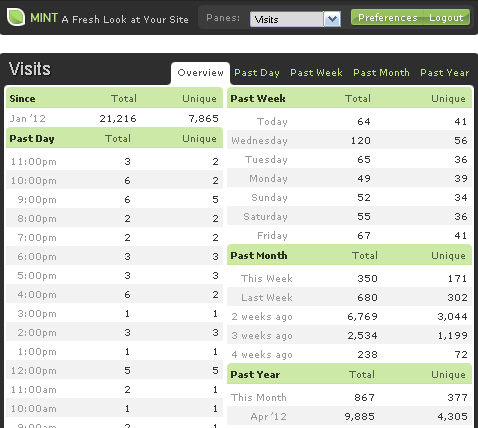 MINT A Fresh Look at Your Site Panes: Visits Preferences Logout
Visits Overview Past Day Past Week Past Month Past Year
Since Total Unique
Jan '12 21,216 7,865
Past Day Total Unique
11:00pm 3 2
10:00pm 6 2
9:00pm 6 5
8:00pm 2 2
7:00pm 2 2
6:00pm 3 3
5:00pm 3 3
4:00pm 6 2
3:00pm 1 1
2:00pm 3 3
1:00pm 1 1
12:00pm 5 5
11:00am 2 1
10:00am 1 1
9:00am 2 1
Past Week Total Unique
Today 64 41
Wednesday 120 56
Tuesday 65 36
Monday 49 39
Sunday 52 34
Saturday 55 36
Friday 67 41
Past Month Total Unique
This Week 350 171
Last Week 680 302
2 weeks ago 6,769 3,044
3 weeks ago 2,534 1,199
4 weeks ago 238 72
Past Year Total Unique
This Month 867 377
Apr '12 9,885 4,305